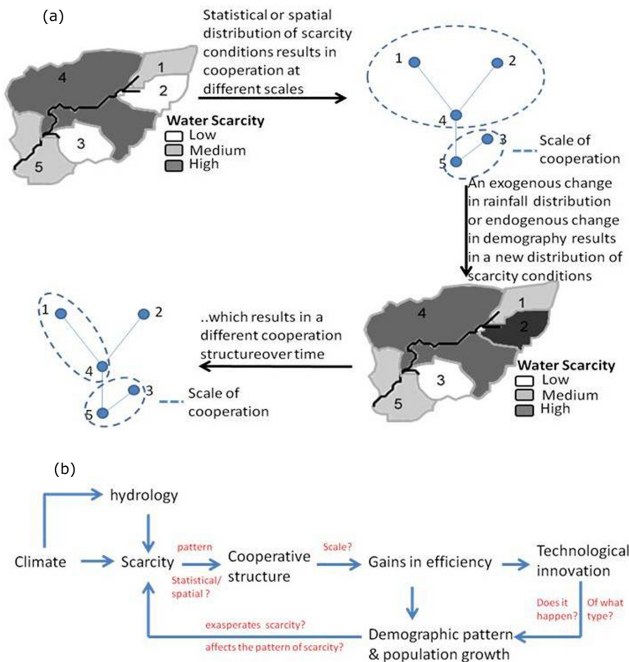 (a)
Statistical or spatial
distribution of scarcity
conditions results in
cooperation at
different scales
4
1
2
3
5
Water Scarcity
Low
Medium
High
1
2
4
3
5
Scale of
cooperation
An exogenous change
in rainfall distribution
or endogenous change
in demography results
in a new distribution of
scarcity conditions
4
1
2
3
5
Water Scarcity
Low
Medium
High
..which results in a
different cooperation
structureover time
1
2
4
3
5
Scale of
cooperation
(b)
hydrology
Climate
Scarcity
pattern
Statistical/
spatial ?
Cooperative
structure
Scale?
Gains in efficiency
Technological
innovation
Does it
happen?
Of what
type?
Demographic pattern
& population growth
exasperates scarcity?
affects the pattern of scarcity?